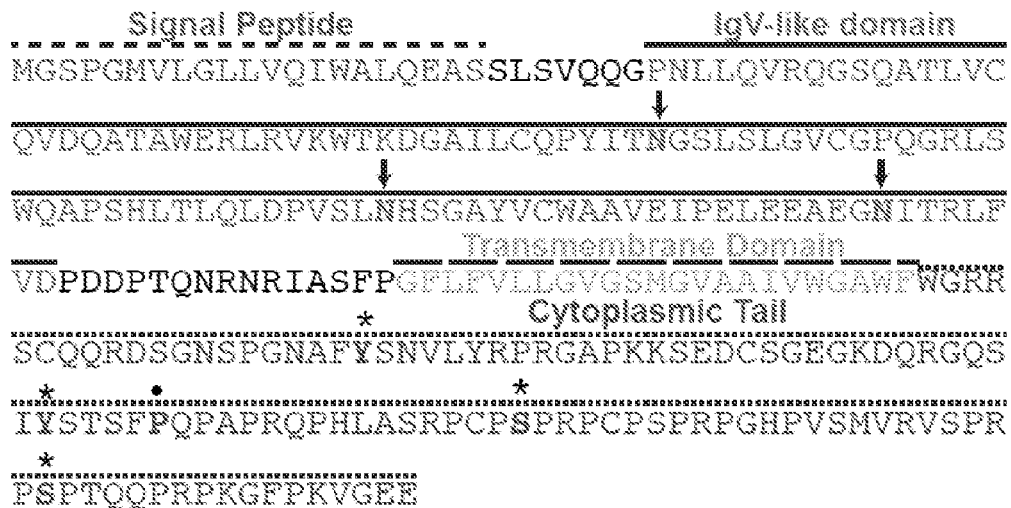 Signal Peptide IgV-like domain
MGSPGMVLGLLVQIWALQEASSLSVQQGPNLLQVRQGSQATLVC
QVDQATAWERLRVKWTKDGAILCQPYITNGSLSLGVCGPQGRLS
WQAPSHLTLQLDPVSLNHSGAYVCWAAVEIPELEEAEGNITRLF
Transmembrane Domain
VDPDDPTQNRNRIASFPGFLFVLLGVGSMGVAAIVWGAWFWGRR
* Cytoplasmic Tail
SCQQRDSGNSPGNAFYSNVLYRPRGAPKKSEDCSGEGKDQRGQS
* • *
IYSTSFPQPAPRQPHLASRPCPSPRPCPSPRPGHPVSMVRVSPR
*
PSPTQQPRPKGFPKVGEE